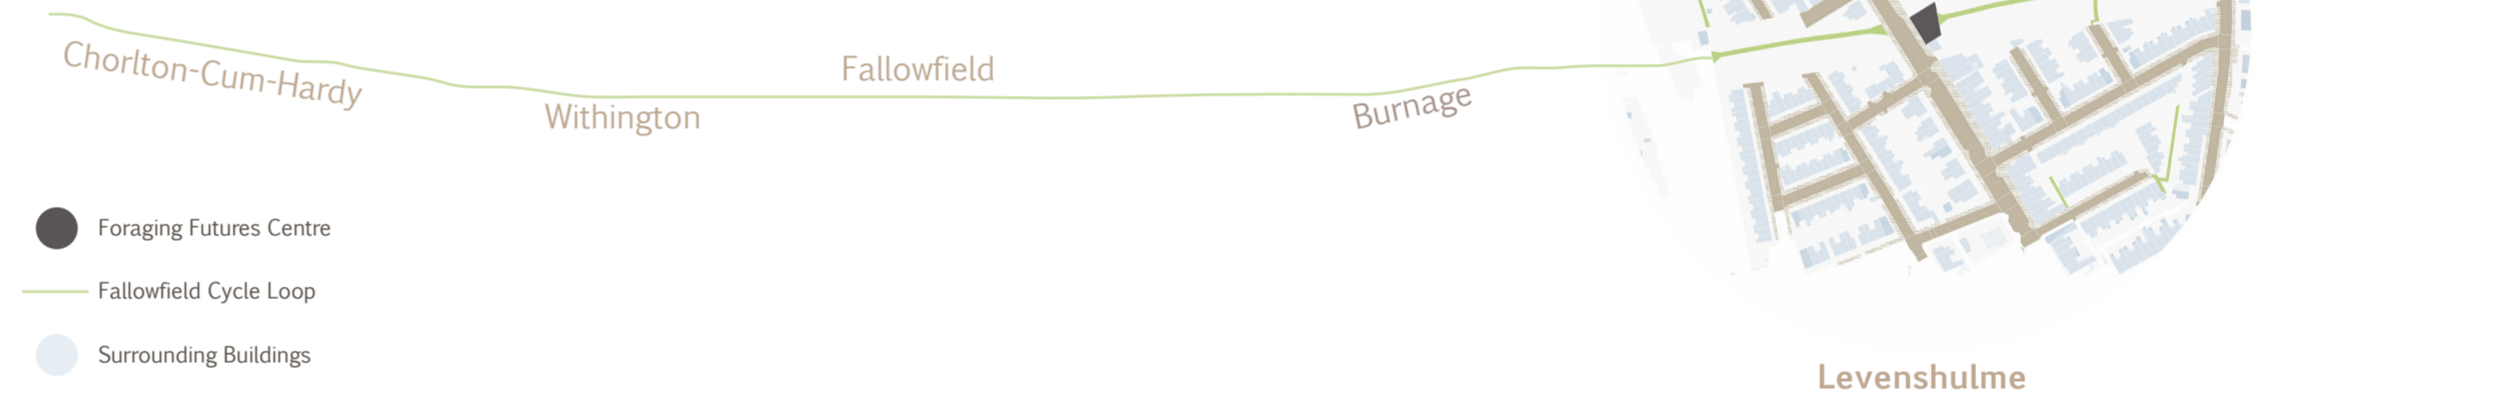 Chorlton-Cum-Hardy
Withington
Fallowfield
Burnage
Foraging Futures Centre
Fallowfield Cycle Loop
Surrounding Buildings
Levenshulme